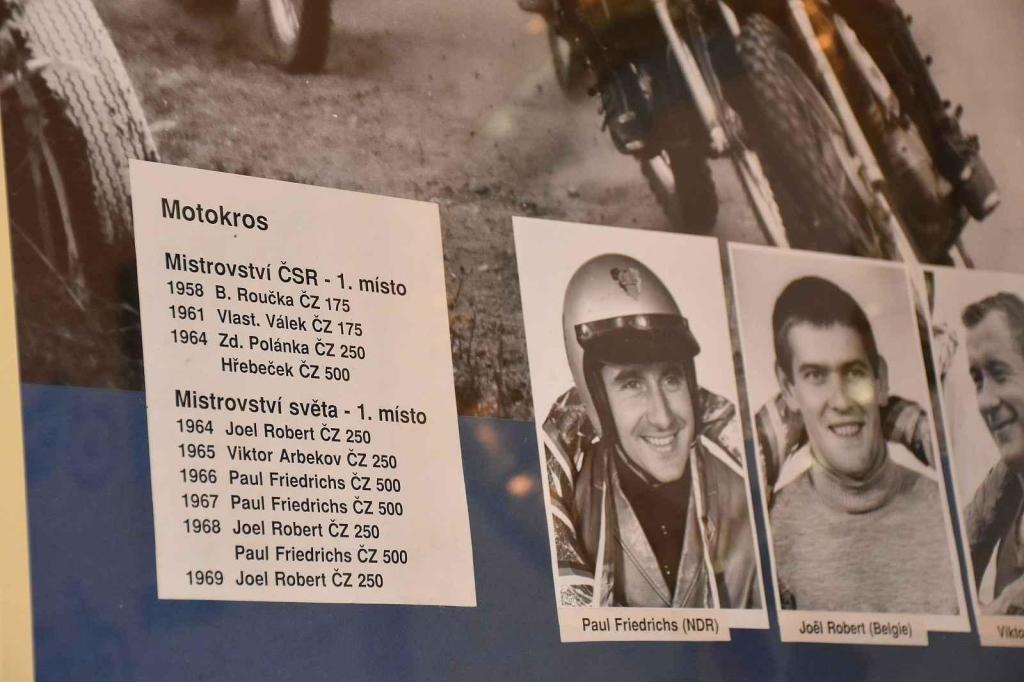 Motokros
Mistrovství ČSR - 1. místo
1958 B. Roučka ČZ 175
1961 Vlast. Válek ČZ 175
1964 Zd. Polánka ČZ 250
Hřebeček ČZ 500
Mistrovství světa - 1. místo
1964 Joel Robert ČZ 250
1965 Viktor Arbekov ČZ 250
1966 Paul Friedrichs ČZ 500
1967 Paul Friedrichs ČZ 500
1968 Joel Robert ČZ 250
Paul Friedrichs ČZ 500
1969 Joel Robert ČZ 250
Paul Friedrichs (NDR)
Joël Robert (Belgie)